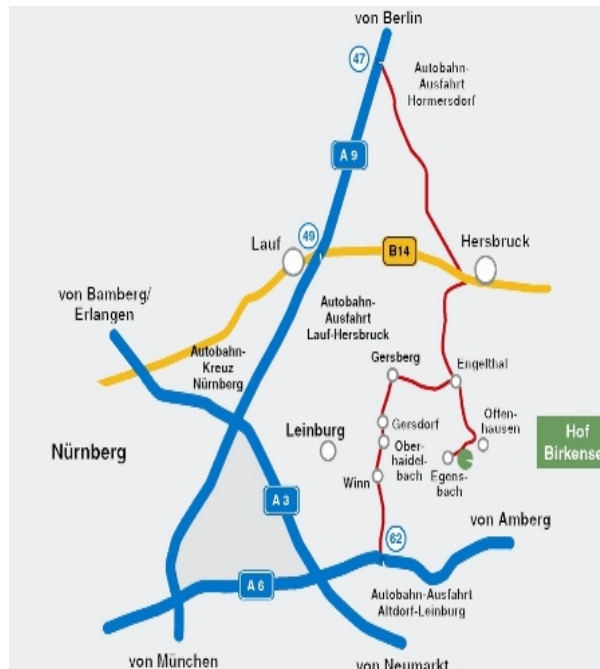 von Berlin
47
Autobahn-
Ausfahrt
Hormersdorf
A 9
49
Lauf
B14
Hersbruck
von Bamberg/
Erlangen
Autobahn-
Ausfahrt
Lauf-Hersbruck
Autobahn-
Kreuz
Nürnberg
Gersberg
Engelthal
Gersdorf
Offen-
hausen
Leinburg
Ober-
haidel-
bach
Hof
Nürnberg
Winn
Egens-
bach
A 3
62
von Amberg
A 6
Autobahn-Ausfahrt
Altdorf-Leinburg
von München
von Neumarkt